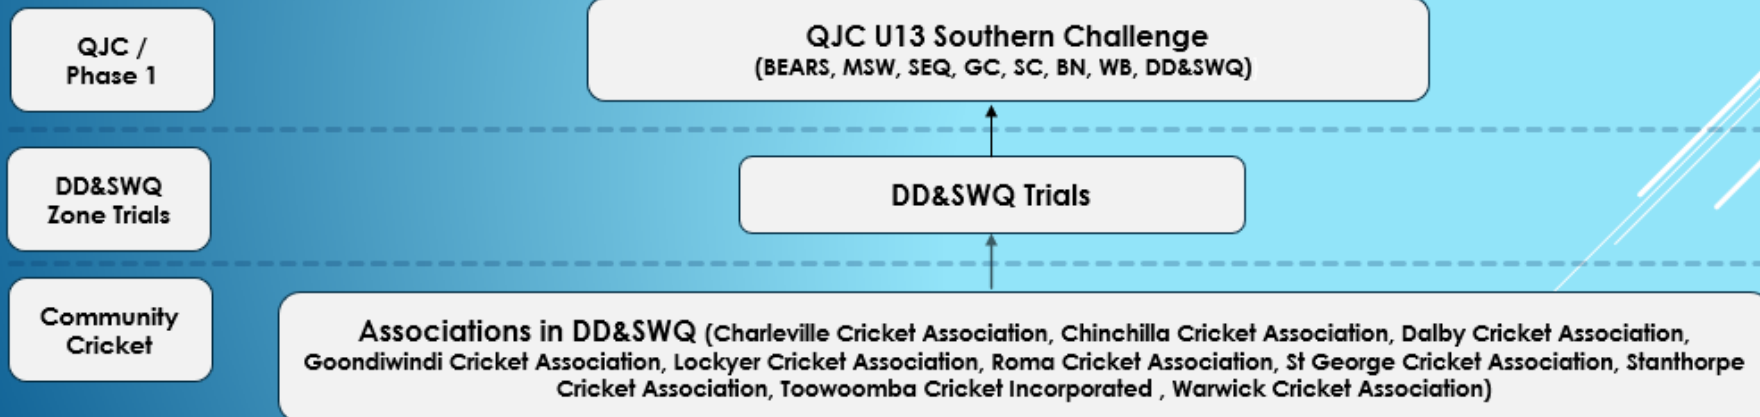 QJC /
Phase 1
QJC U13 Southern Challenge
(BEARS, MSW, SEQ, GC, SC, BN, WB, DD&SWQ)
DD&SWQ
Zone Trials
DD&SWQ Trials
Community
Cricket
Associations in DD&SWQ (Charleville Cricket Association, Chinchilla Cricket Association, Dalby Cricket Association,
Goondiwindi Cricket Association, Lockyer Cricket Association, Roma Cricket Association, St George Cricket Association, Stanthorpe
Cricket Association, Toowoomba Cricket Incorporated , Warwick Cricket Association)